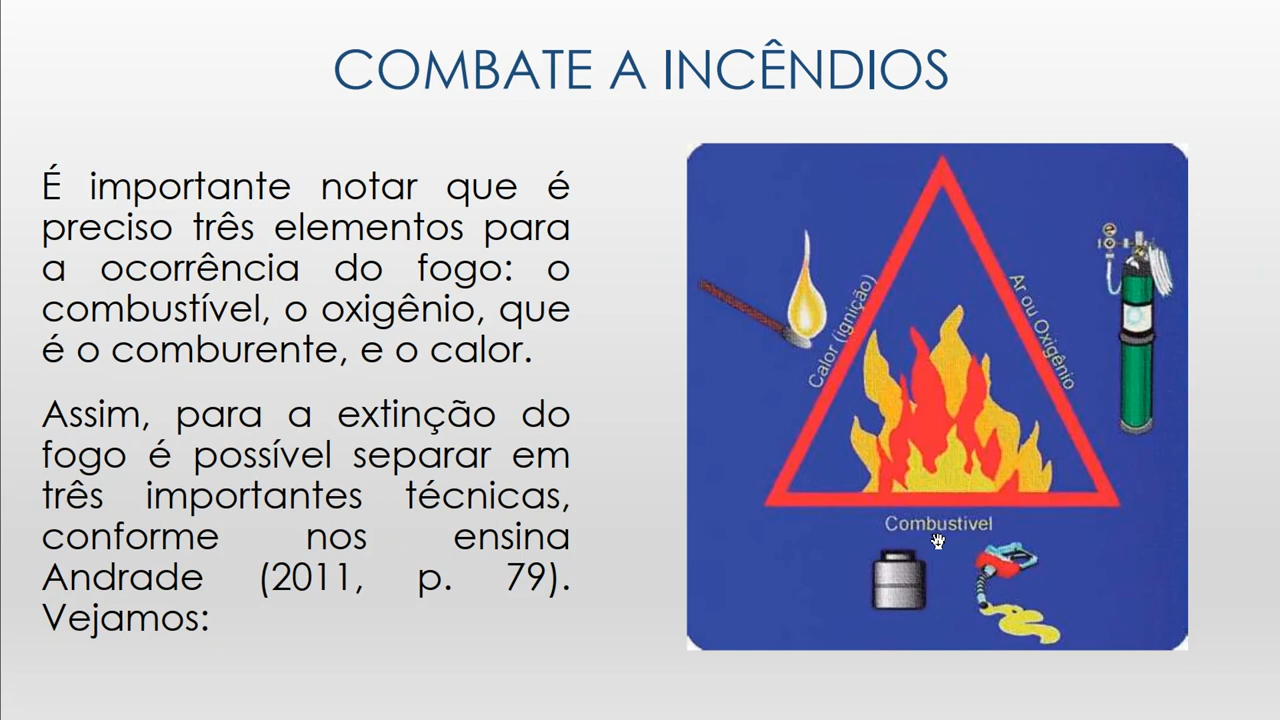 COMBATE A INCÊNDIOS
É importante notar que é
preciso três elementos para
a ocorrência do fogo: o
combustível, o oxigênio, que
é o comburente, e o calor.
Assim, para a extinção do
fogo é possível separar em
três importantes técnicas,
conforme nos ensina
Andrade (2011, p. 79).
Vejamos:
Calor (ignição)
Ar ou Oxigênio
Combustivel